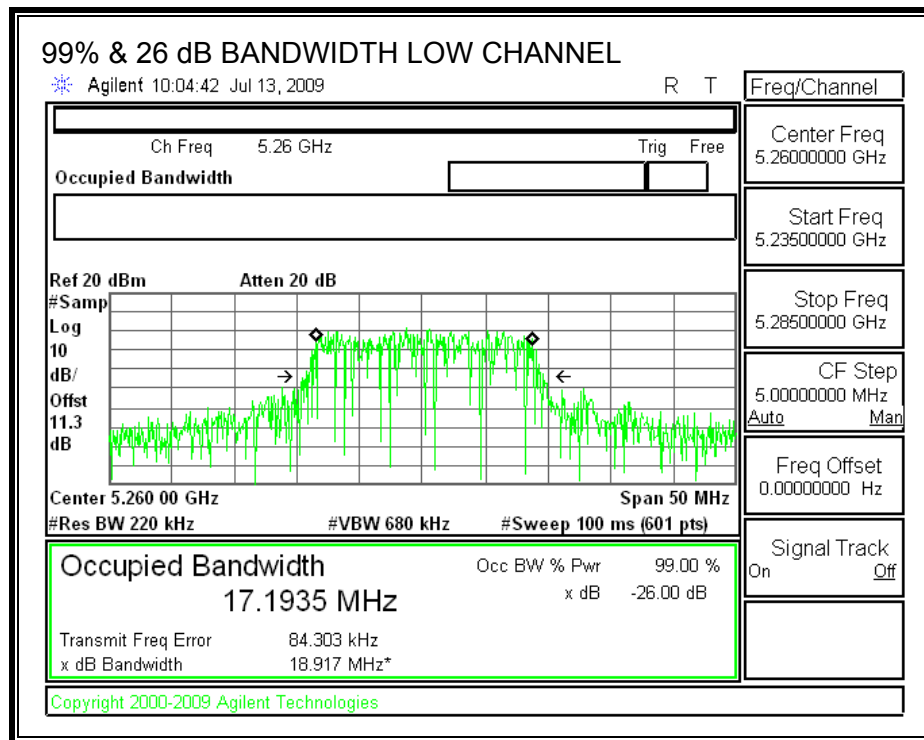 99% & 26 dB BANDWIDTH LOW CHANNEL
Agilent 10:04:42 Jul 13, 2009 R T
Freq/Channel
Ch Freq 5.26 GHz Trig Free
Occupied Bandwidth
Center Freq
5.26000000 GHz
Start Freq
5.23500000 GHz
Stop Freq
5.28500000 GHz
CF Step
5.00000000 MHz
Auto Man
Freq Offset
0.00000000 Hz
Signal Track
On Off
Ref 20 dBm Atten 20 dB
#Samp
Log
10
dB/
Offst
11.3
dB
Center 5.260 00 GHz Span 50 MHz
#Res BW 220 kHz #VBW 680 kHz #Sweep 100 ms (601 pts)
Occupied Bandwidth
17.1935 MHz
Occ BW % Pwr 99.00 %
x dB -26.00 dB
Transmit Freq Error 84.303 kHz
x dB Bandwidth 18.917 MHz*
Copyright 2000-2009 Agilent Technologies